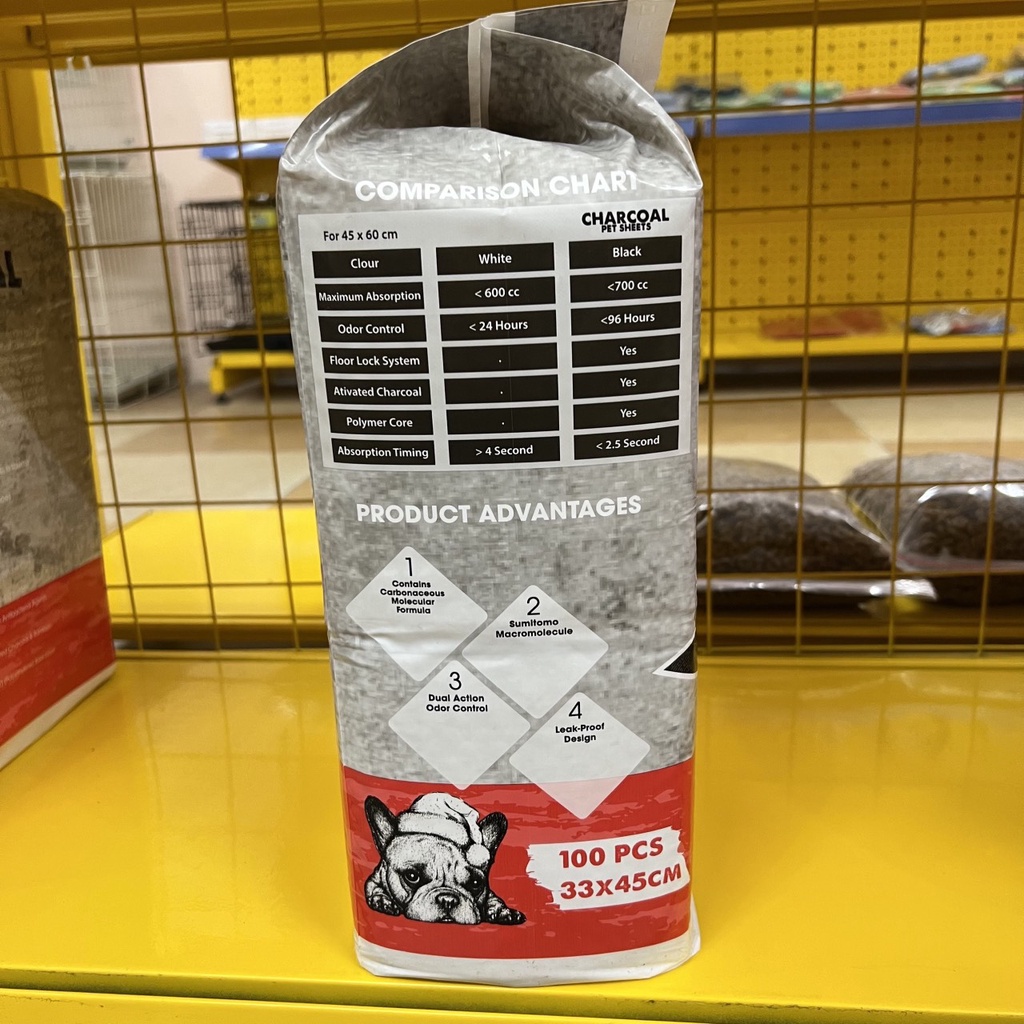 COMPARISON CHART
For 45 x 60 cm
CHARCOAL
PET SHEETS
Clour White Black
Maximum Absorption < 600 cc <700 cc
Odor Control < 24 Hours <96 Hours
Floor Lock System . Yes
Ativated Charcoal . Yes
Polymer Core . Yes
Absorption Timing > 4 Second < 2.5 Second
PRODUCT ADVANTAGES
1
Contains
Carbonaceous
Molecular
Formula
2
Sumitomo
Macromolecule
3
Dual Action
Odor Control
4
Leak-Proof
Design
100 PCS
33X45CM